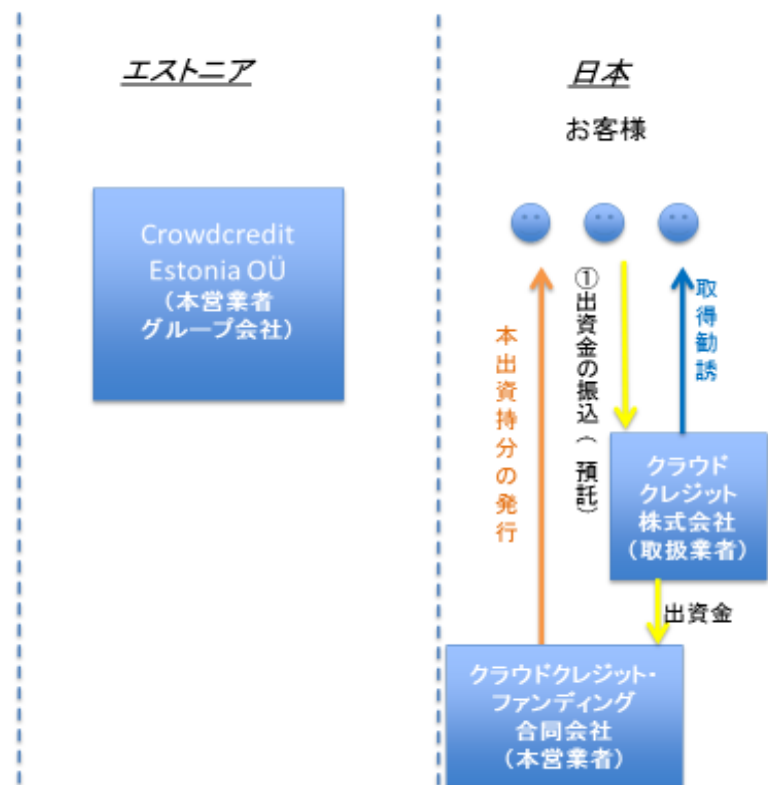 エストニア
日本
お客様
Crowdcredit
Estonia OÜ
(本営業者
グループ会社)
本出資持分の発行
①出資金の振込(預託)
取得勧誘
クラウド
クレジット
株式会社
(取扱業者)
出資金
クラウドクレジット・
ファンディング
合同会社
(本営業者)